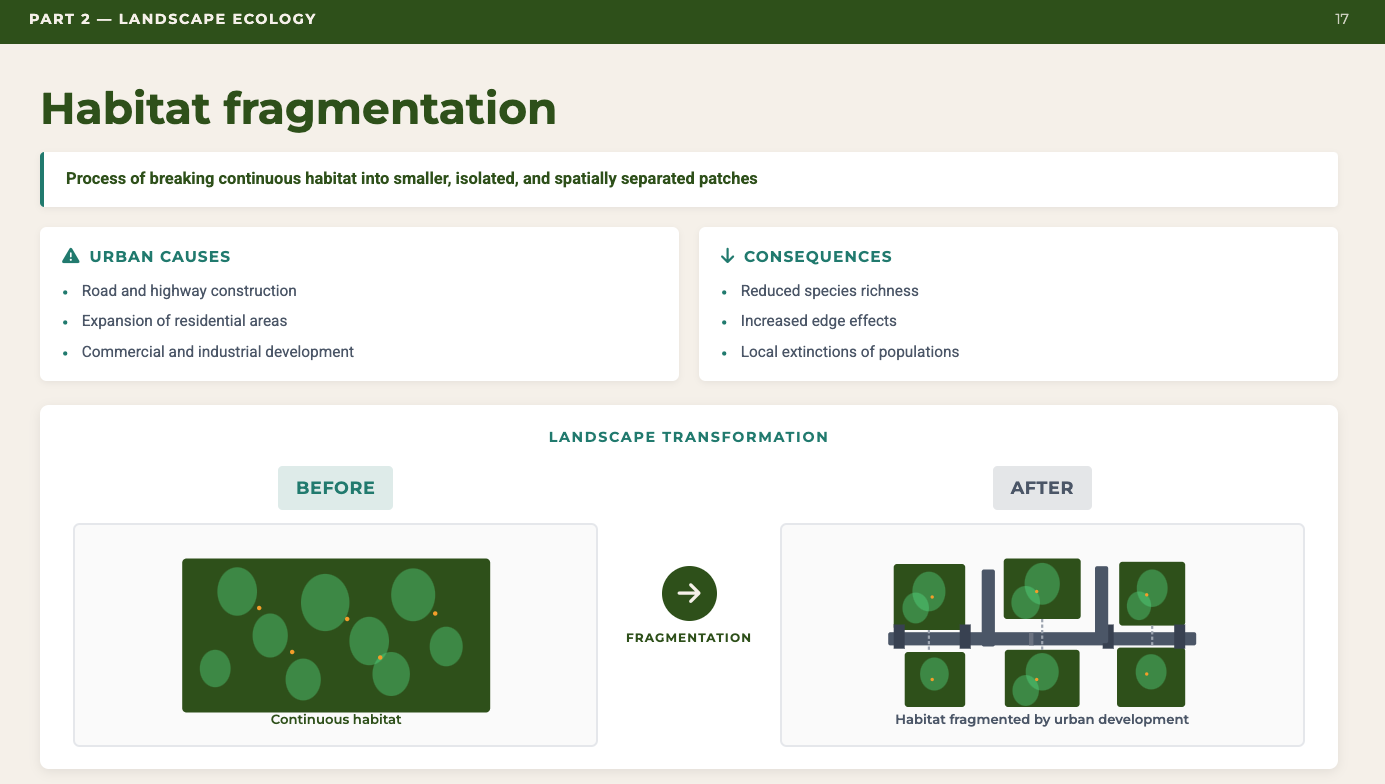 PART 2 — LANDSCAPE ECOLOGY
17
Habitat fragmentation
Process of breaking continuous habitat into smaller, isolated, and spatially separated patches
URBAN CAUSES
• Road and highway construction
• Expansion of residential areas
• Commercial and industrial development
CONSEQUENCES
• Reduced species richness
• Increased edge effects
• Local extinctions of populations
LANDSCAPE TRANSFORMATION
BEFORE
Continuous habitat
FRAGMENTATION
AFTER
Habitat fragmented by urban development